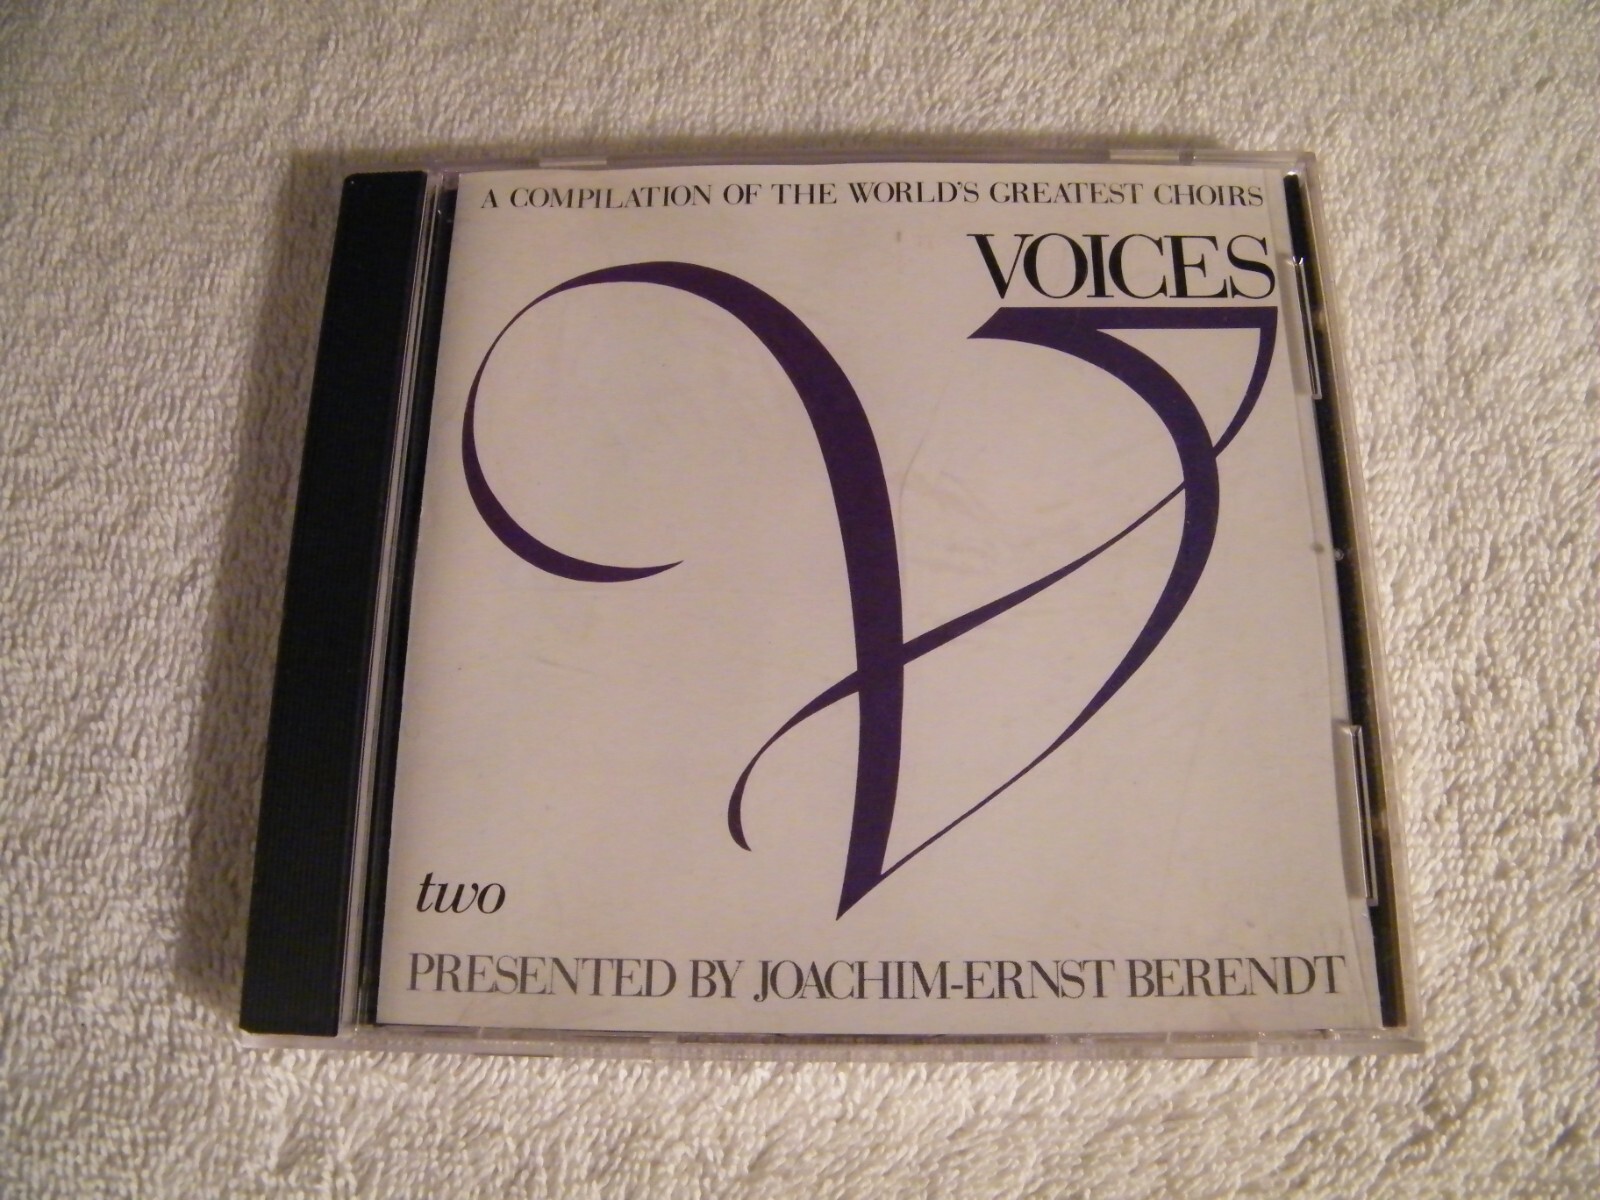 A COMPILATION OF THE WORLD'S GREATEST CHOIRS
VOICES
V
two
PRESENTED BY JOACHIM-ERNST BERENDT